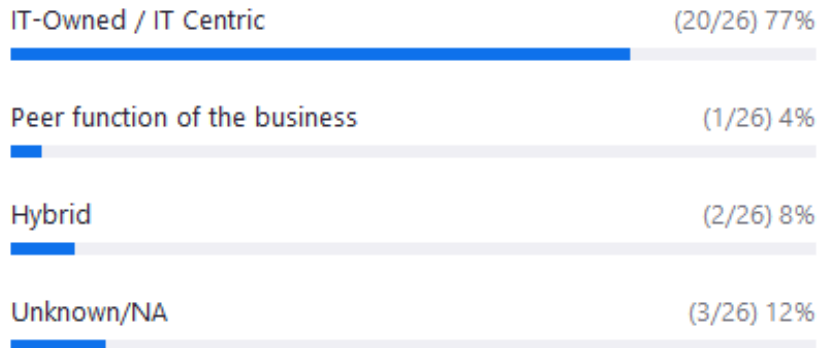 IT-Owned / IT Centric (20/26) 77%
Peer function of the business (1/26) 4%
Hybrid (2/26) 8%
Unknown/NA (3/26) 12%